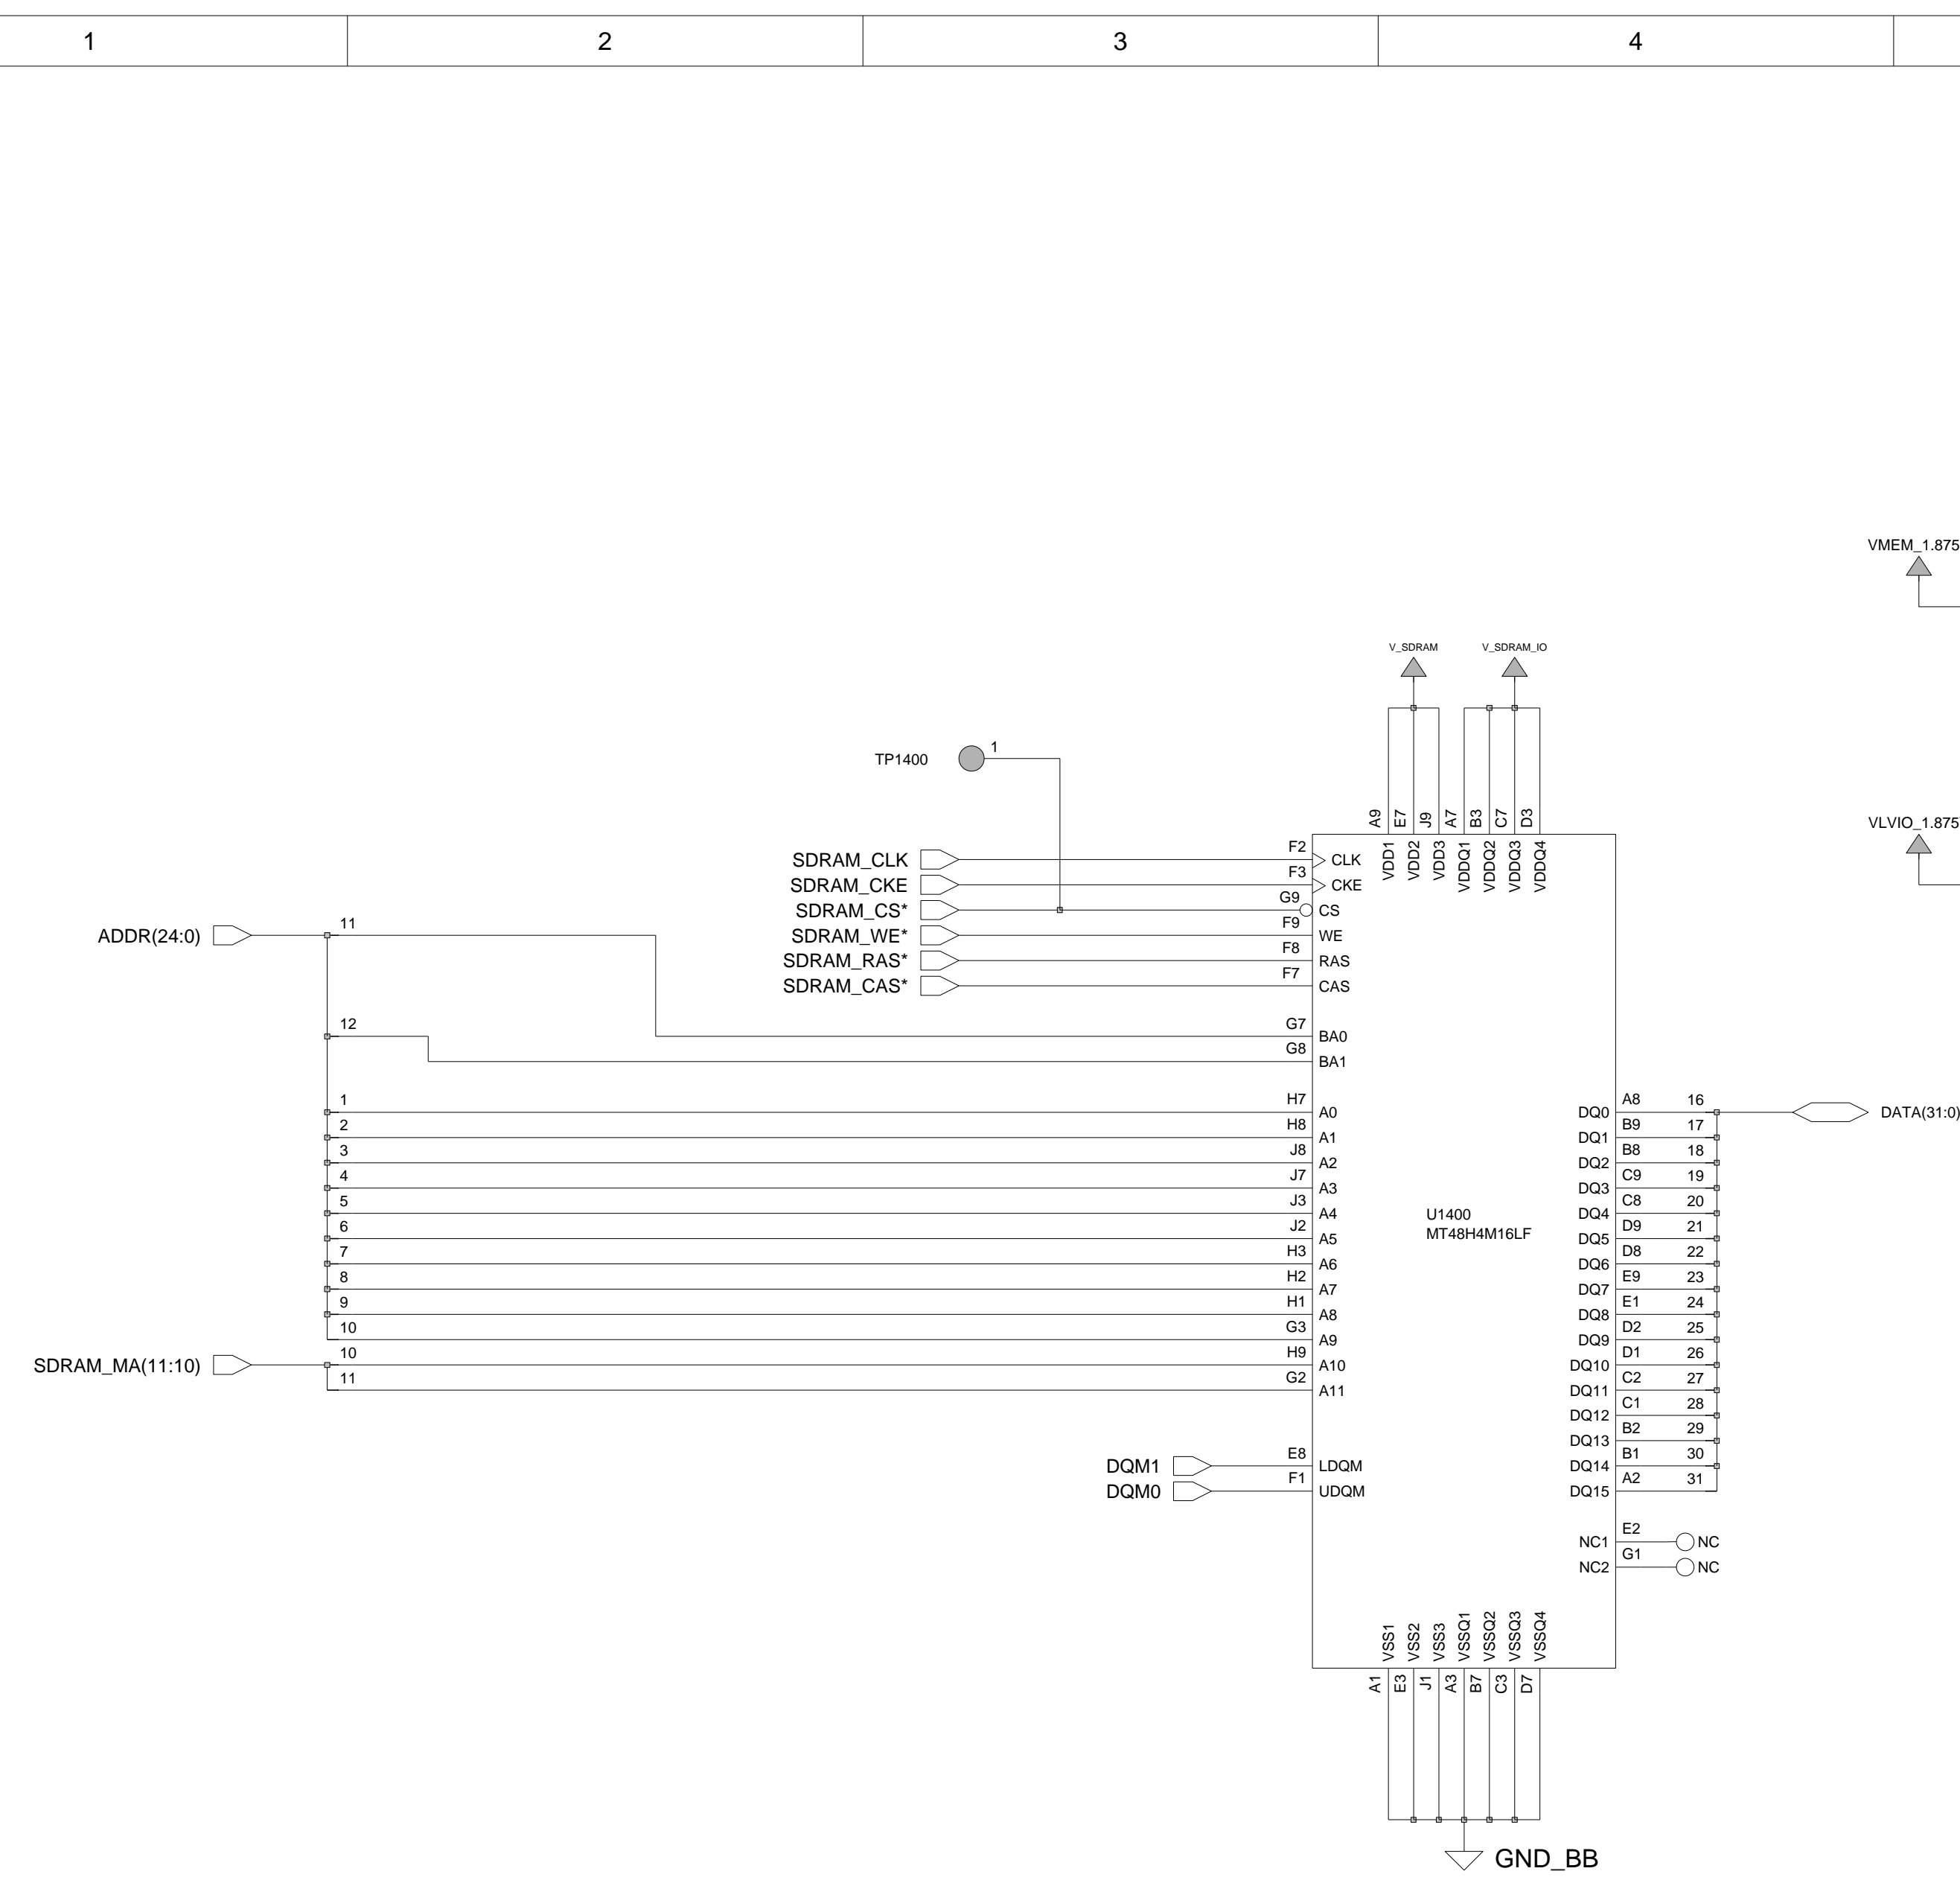 1 2 3 4
VMEM_1.875
V_SDRAM V_SDRAM_IO
TP1400 1
A9 E7 J9 A7 B3 C7 D3
VLVIO_1.875
VDD1 VDD2 VDD3 VDDQ1 VDDQ2 VDDQ3 VDDQ4
SDRAM_CLK F2 CLK
SDRAM_CKE F3 CKE
SDRAM_CS* G9 CS
ADDR(24:0) 11 SDRAM_WE* F9 WE
SDRAM_RAS* F8 RAS
SDRAM_CAS* F7 CAS
12 G7 BA0
G8 BA1
1 H7 A0 DQ0 A8 16 DATA(31:0)
2 H8 A1 DQ1 B9 17
3 J8 A2 DQ2 B8 18
4 J7 A3 DQ3 C9 19
5 J3 A4 DQ4 C8 20
U1400
MT48H4M16LF
6 J2 A5 DQ5 D9 21
7 H3 A6 DQ6 D8 22
8 H2 A7 DQ7 E9 23
9 H1 A8 DQ8 E1 24
10 G3 A9 DQ9 D2 25
SDRAM_MA(11:10) 10 H9 A10 DQ10 D1 26
11 G2 A11 DQ11 C2 27
DQ12 C1 28
DQ13 B2 29
DQM1 E8 LDQM DQ14 B1 30
DQM0 F1 UDQM DQ15 A2 31
NC1 E2 NC
NC2 G1 NC
VSS1 VSS2 VSS3 VSSQ1 VSSQ2 VSSQ3 VSSQ4
A1 E3 J1 A3 B7 C3 D7
GND_BB